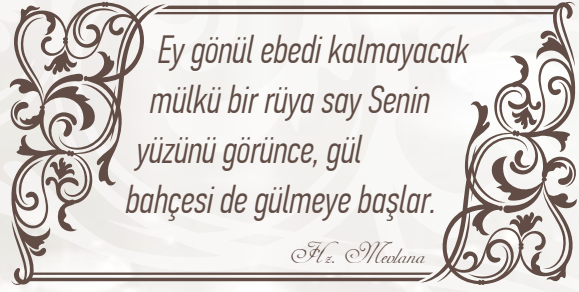 Ey gönül ebedi kalmayacak
mülkü bir rüya say Senin
yüzünü görünce, gül
bahçesi de gülmeye başlar.
Hz. Mevlana